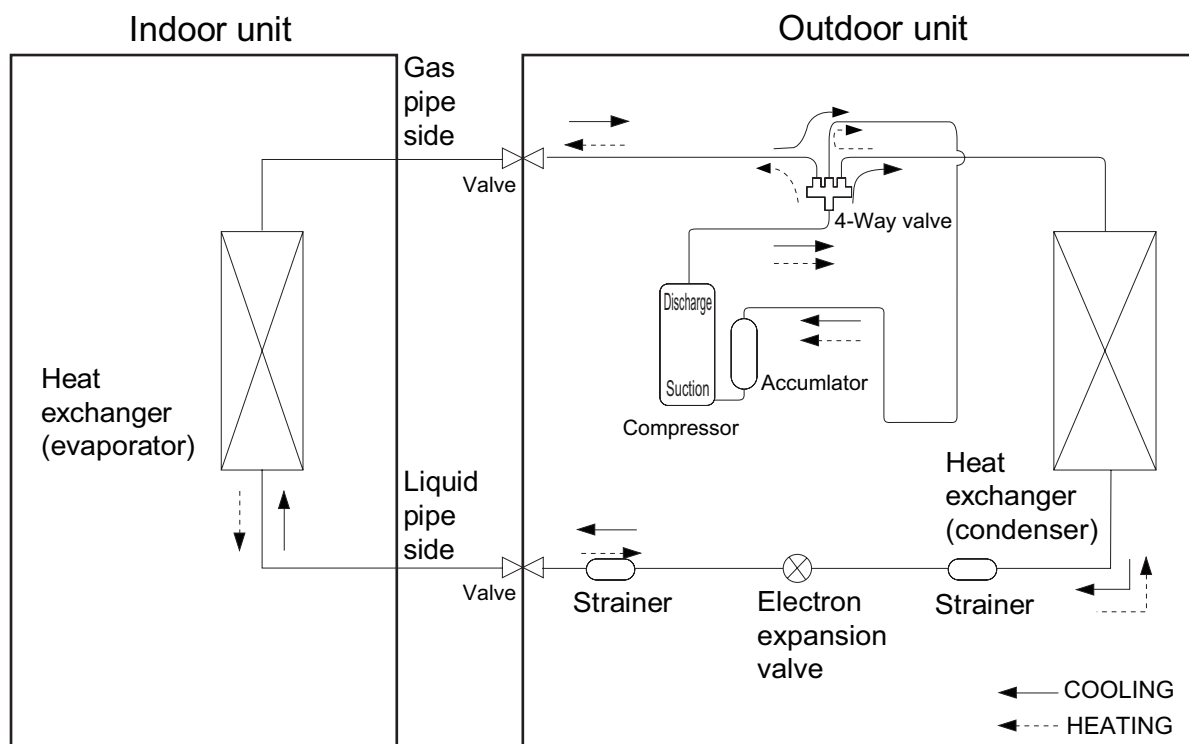 Indoor unit
Outdoor unit
Gas
pipe
side
Valve
4-Way valve
Discharge
Suction
Accumlator
Compressor
Heat
exchanger
(evaporator)
Heat
exchanger
(condenser)
Liquid
pipe
side
Valve
Strainer
Electron
expansion
valve
Strainer
COOLING
HEATING